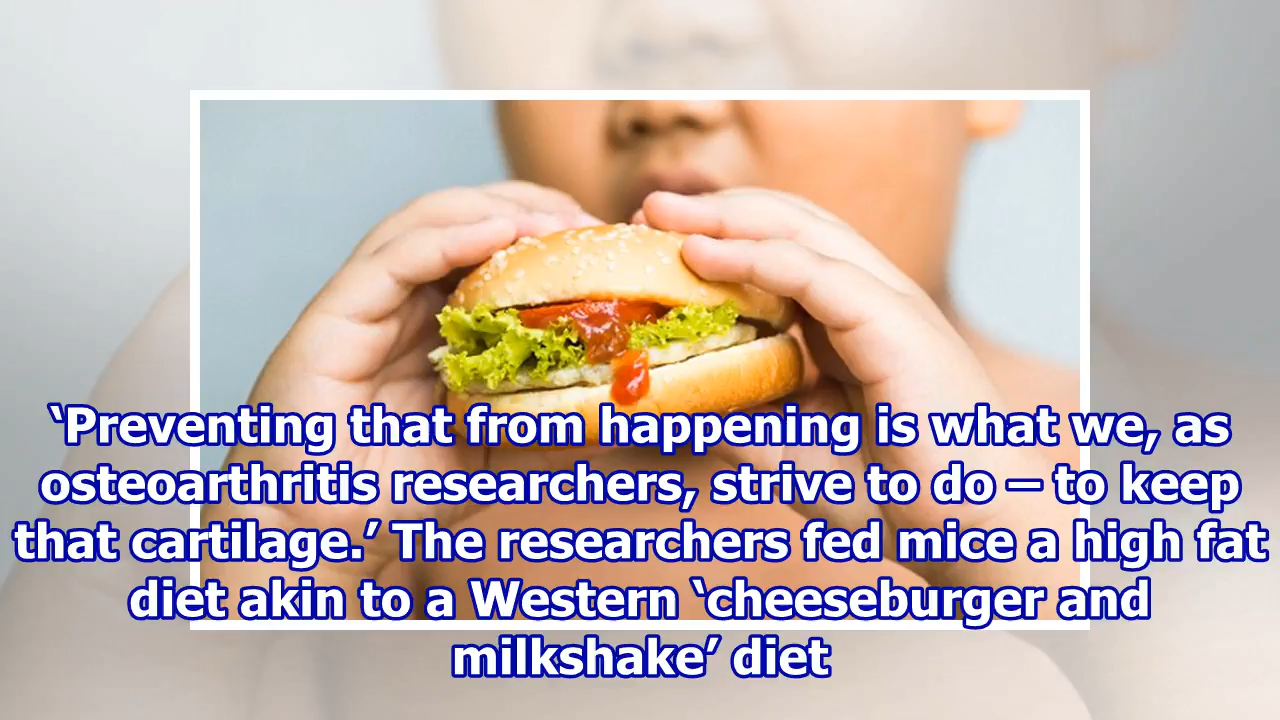 ‘Preventing that from happening is what we, as
osteoarthritis researchers, strive to do – to keep
that cartilage.’ The researchers fed mice a high fat
diet akin to a Western ‘cheeseburger and
milkshake’ diet